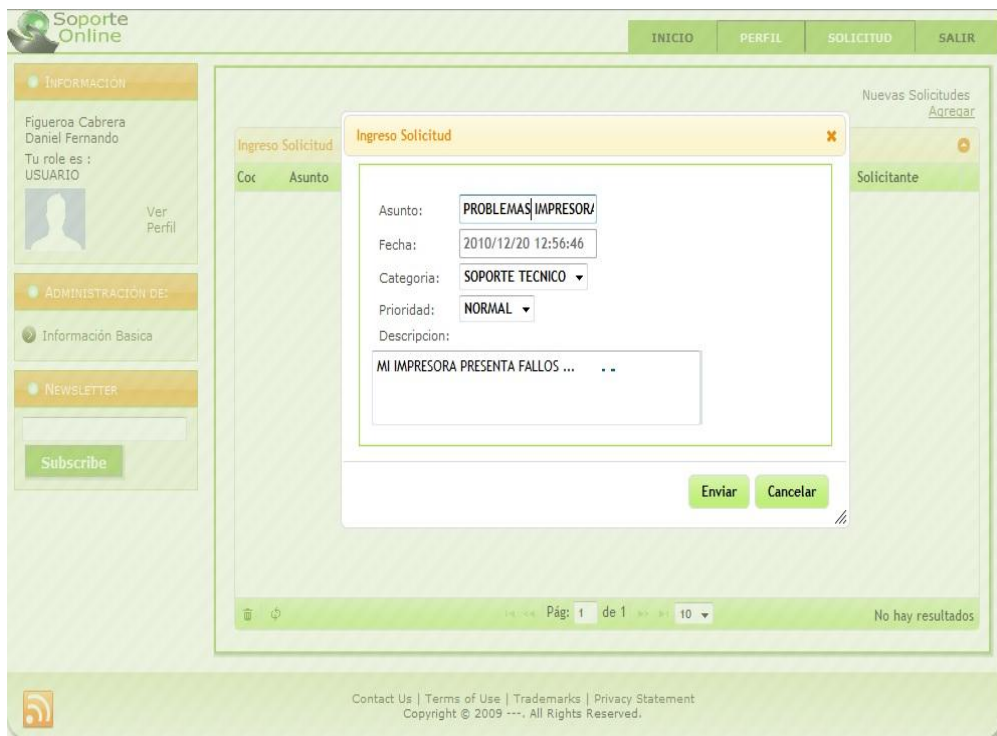 Soporte
Online
INICIO
PERFIL
SOLICITUD
SALIR
INFORMACIÓN
Figueroa Cabrera
Daniel Fernando
Tu role es :
USUARIO
Ver
Perfil
ADMINISTRACIÓN DE:
Información Basica
NEWSLETTER
Subscribe
Nuevas Solicitudes
Agregar
Ingreso Solicitud
Coc Asunto
Solicitante
Ingreso Solicitud
Asunto: PROBLEMAS IMPRESORA
Fecha: 2010/12/20 12:56:46
Categoria: SOPORTE TECNICO
Prioridad: NORMAL
Descripcion:
MI IMPRESORA PRESENTA FALLOS ...
Enviar
Cancelar
Pág: 1 de 1
10
No hay resultados
Contact Us | Terms of Use | Trademarks | Privacy Statement
Copyright © 2009 ---. All Rights Reserved.